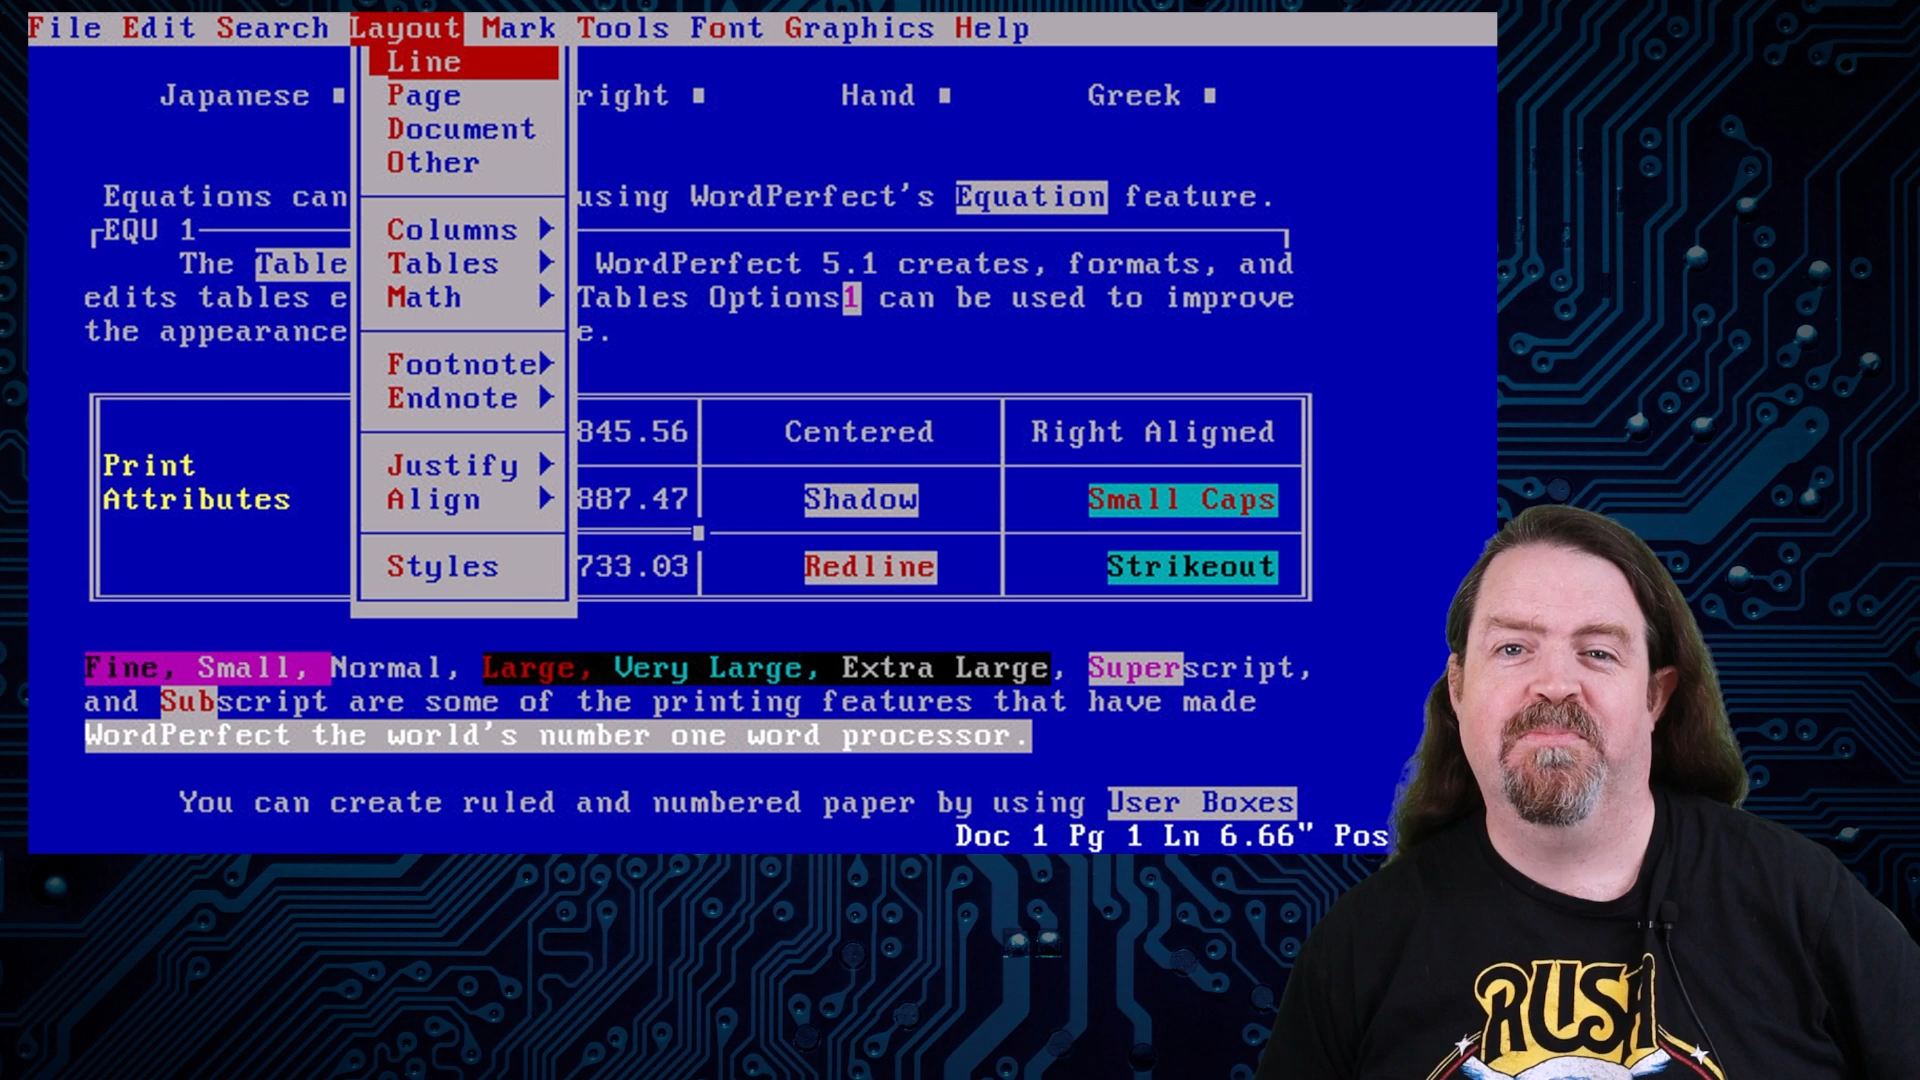 File Edit Search Layout Mark Tools Font Graphics Help
Line
Japanese right Hand Greek
Page
Document
Other
Equations can using WordPerfect's Equation feature.
EQU 1
Columns
The Table WordPerfect 5.1 creates, formats, and
Tables
edits tables e Tables Options1 can be used to improve
Math
the appearance e.
Footnote
Endnote
845.56 Centered Right Aligned
Print
Justify
Attributes 887.47 Shadow Small Caps
Align
Styles
733.03 Redline Strikeout
Fine, Small, Normal, Large, Very Large, Extra Large, Superscript,
and Subscript are some of the printing features that have made
WordPerfect the world's number one word processor.
You can create ruled and numbered paper by using User Boxes
Doc 1 Pg 1 Ln 6.66" Pos
RUSH